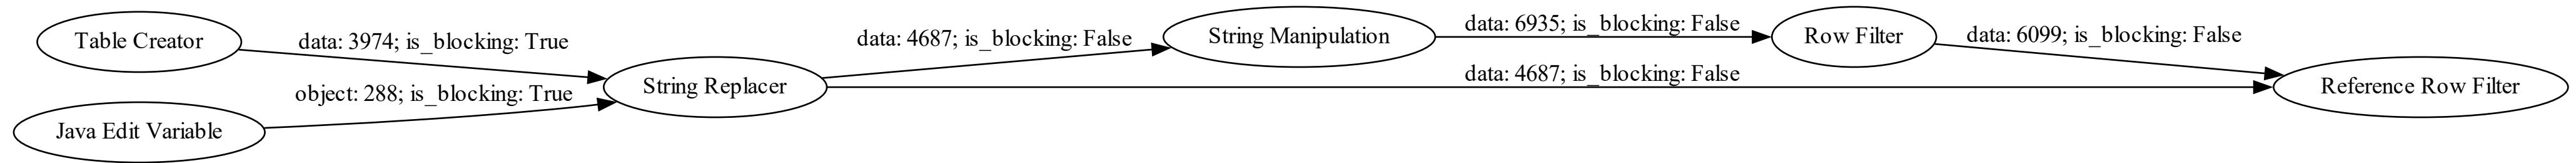 Table Creator
data: 3974; is_blocking: True
Java Edit Variable
object: 288; is_blocking: True
String Replacer
data: 4687; is_blocking: False
String Manipulation
data: 6935; is_blocking: False
data: 4687; is_blocking: False
Row Filter
data: 6099; is_blocking: False
Reference Row Filter